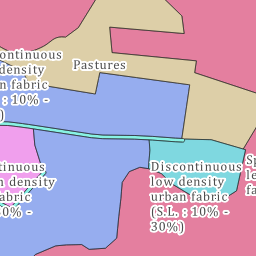 Pastures
ontinuous
density
n fabric
: 10% -
)
Discontinuous
low density
urban fabric
(S.L. : 10% -
30%)
tinuous
n density
fabric
0% -
Sp
le
fa